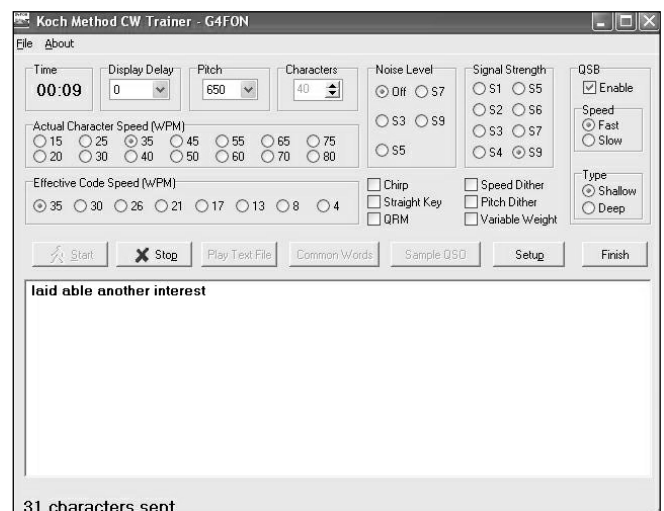 Koch Method CW Trainer - G4FON
File About
Time Display Delay Pitch Characters Noise Level Signal Strength QSB
00:09 0 650 40 Off S7 S1 S5 Enable
S3 S9 S2 S6 Speed
Actual Character Speed (WPM) S3 S7 Fast
15 25 35 45 55 65 75 S5 S4 S9 Slow
20 30 40 50 60 70 80
Effective Code Speed (WPM) Chirp Speed Dither Type
35 30 26 21 17 13 8 4 Straight Key Pitch Dither Shallow
QRM Variable Weight Deep
Start Stop Play Text File Common Words Sample QSO Setup Finish
laid able another interest
31 characters sent